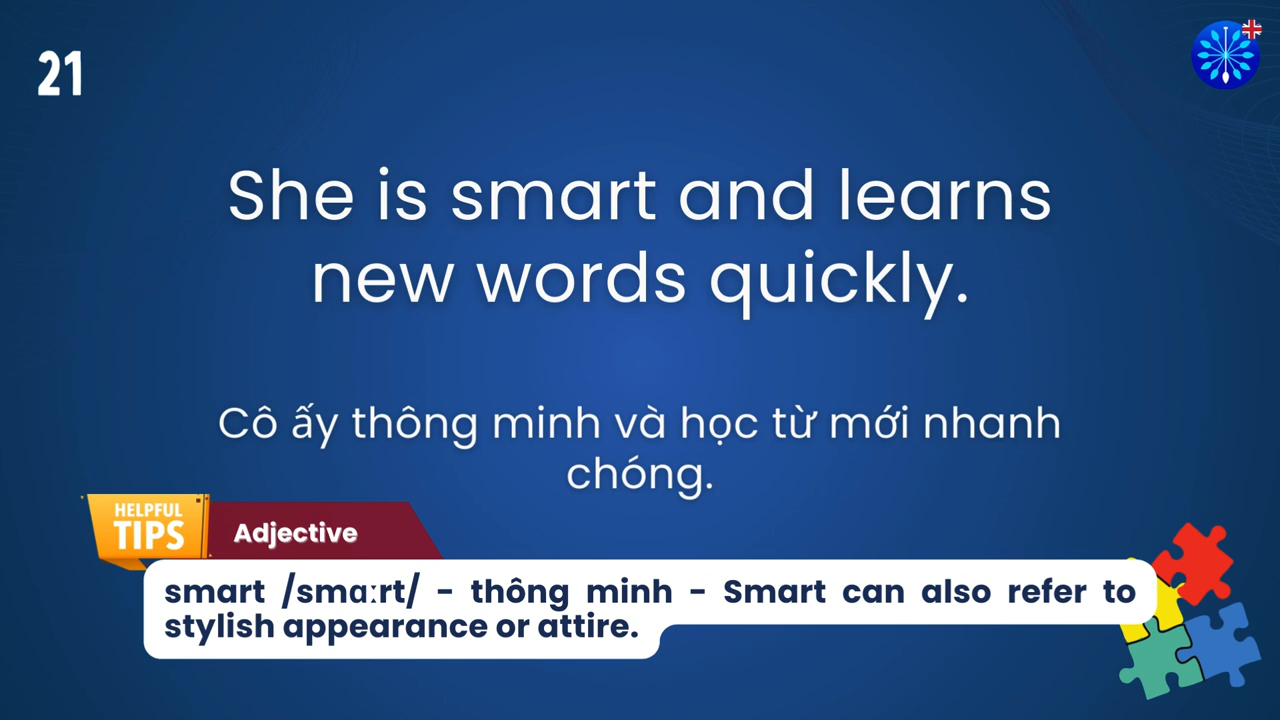 21
She is smart and learns
new words quickly.
Cô ấy thông minh và học từ mới nhanh
chóng.
HELPFUL
TIPS
Adjective
smart /smɑːrt/ - thông minh - Smart can also refer to
stylish appearance or attire.